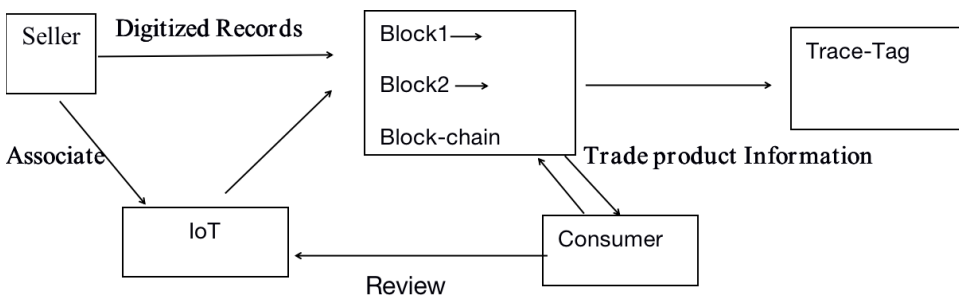 Seller
Digitized Records
Block1
Block2
Block-chain
Trace-Tag
Associate
Trade product Information
IoT
Consumer
Review